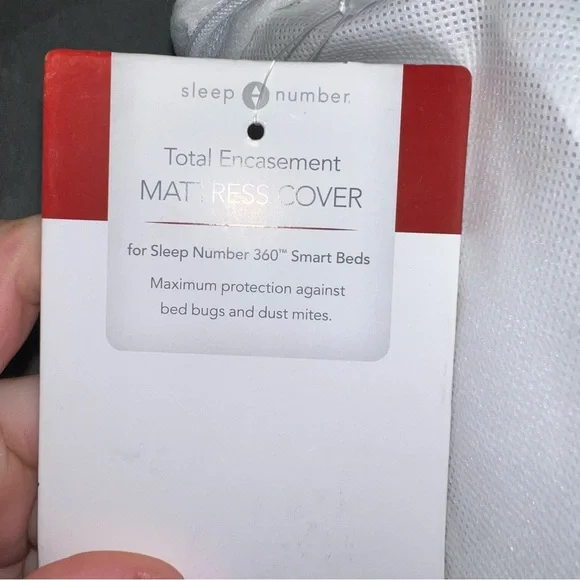 sleep number.
Total Encasement
MATTRESS COVER
for Sleep Number 360™ Smart Beds
Maximum protection against
bed bugs and dust mites.